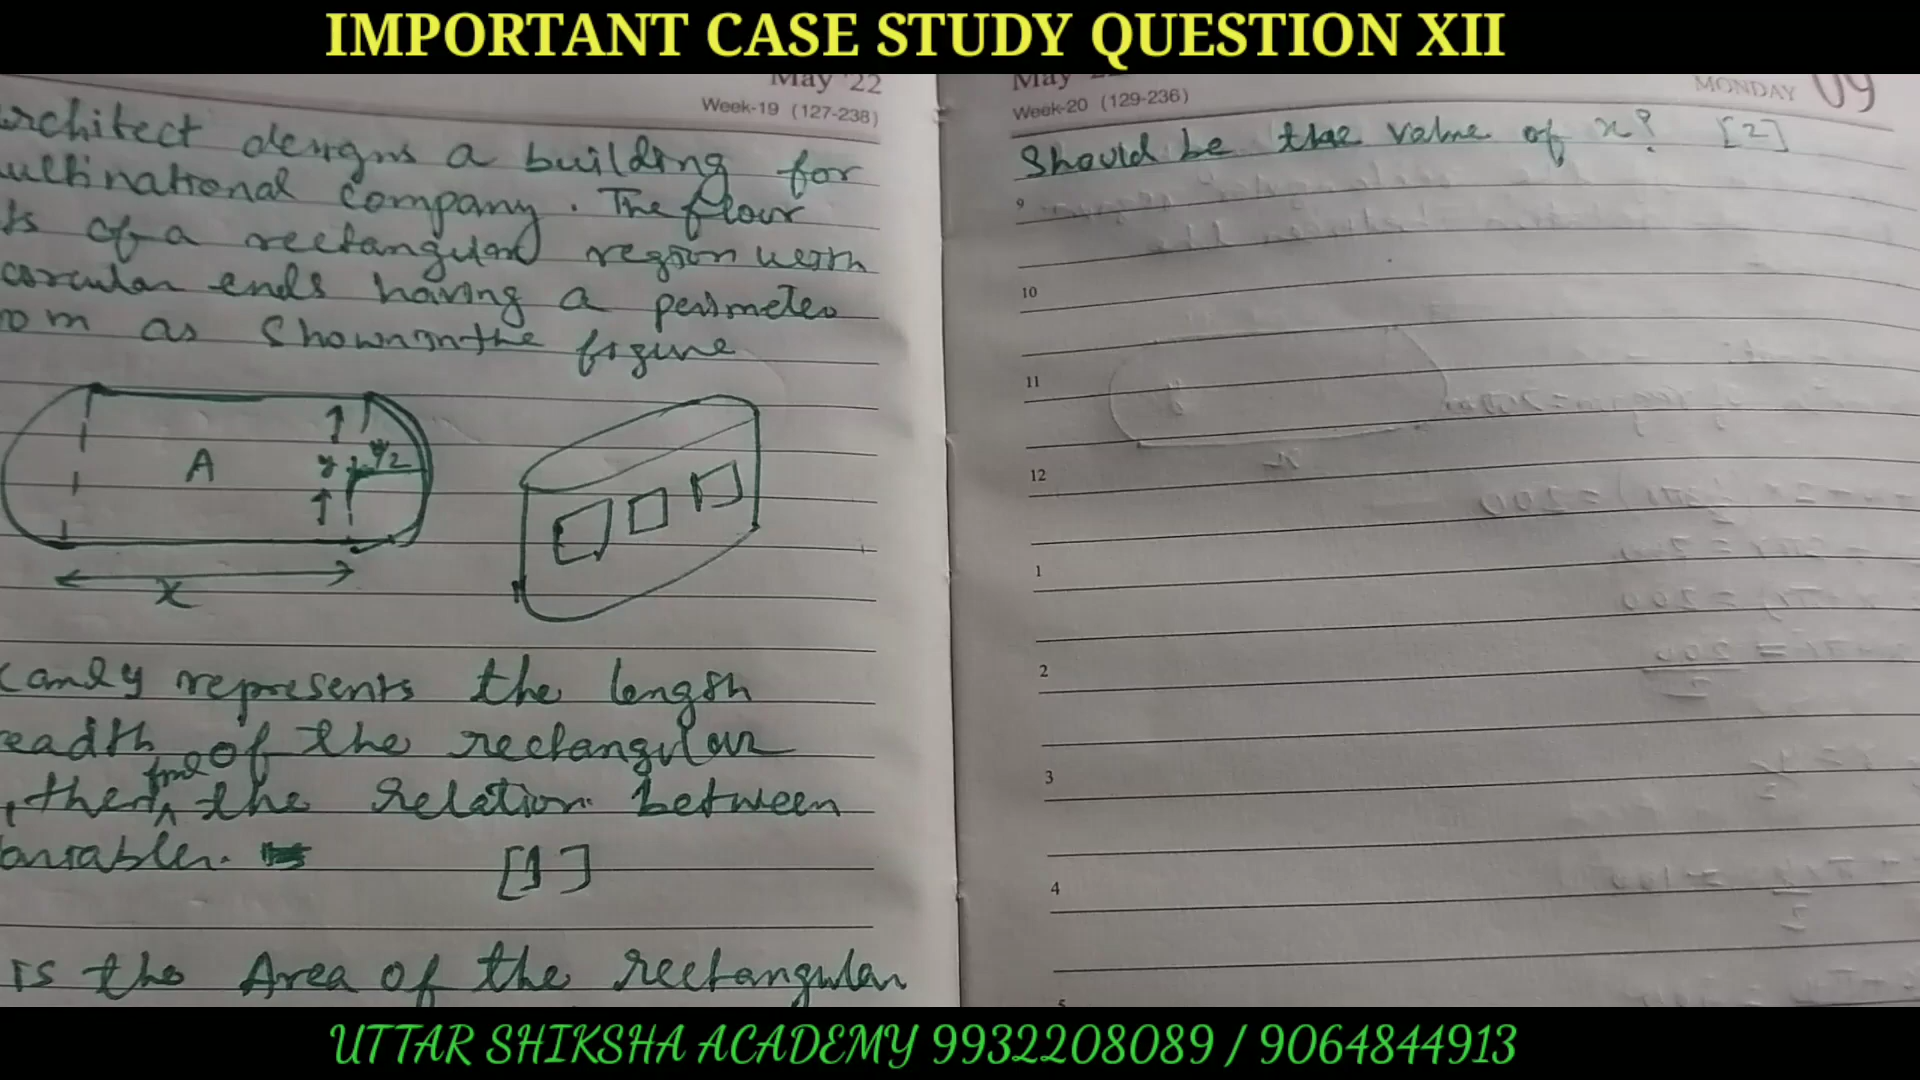 IMPORTANT CASE STUDY QUESTION XII
May '22
Week-19 (127-238)
rchitect designs a building for
ultinational company. The floor
ts of a rectangular region with
circular ends having a perimeter
0 m as shown in the figure
A
y
y/2
x
x and y represents the length
readth of the rectangular
, then find the relation between
ariable.
[1]
is the Area of the rectangular
May
Week-20 (129-236)
MONDAY 09
Should be the value of x? [2]
9
10
11
12
1
2
3
4
5
UTTAR SHIKSHA ACADEMY 9932208089 / 9064844913